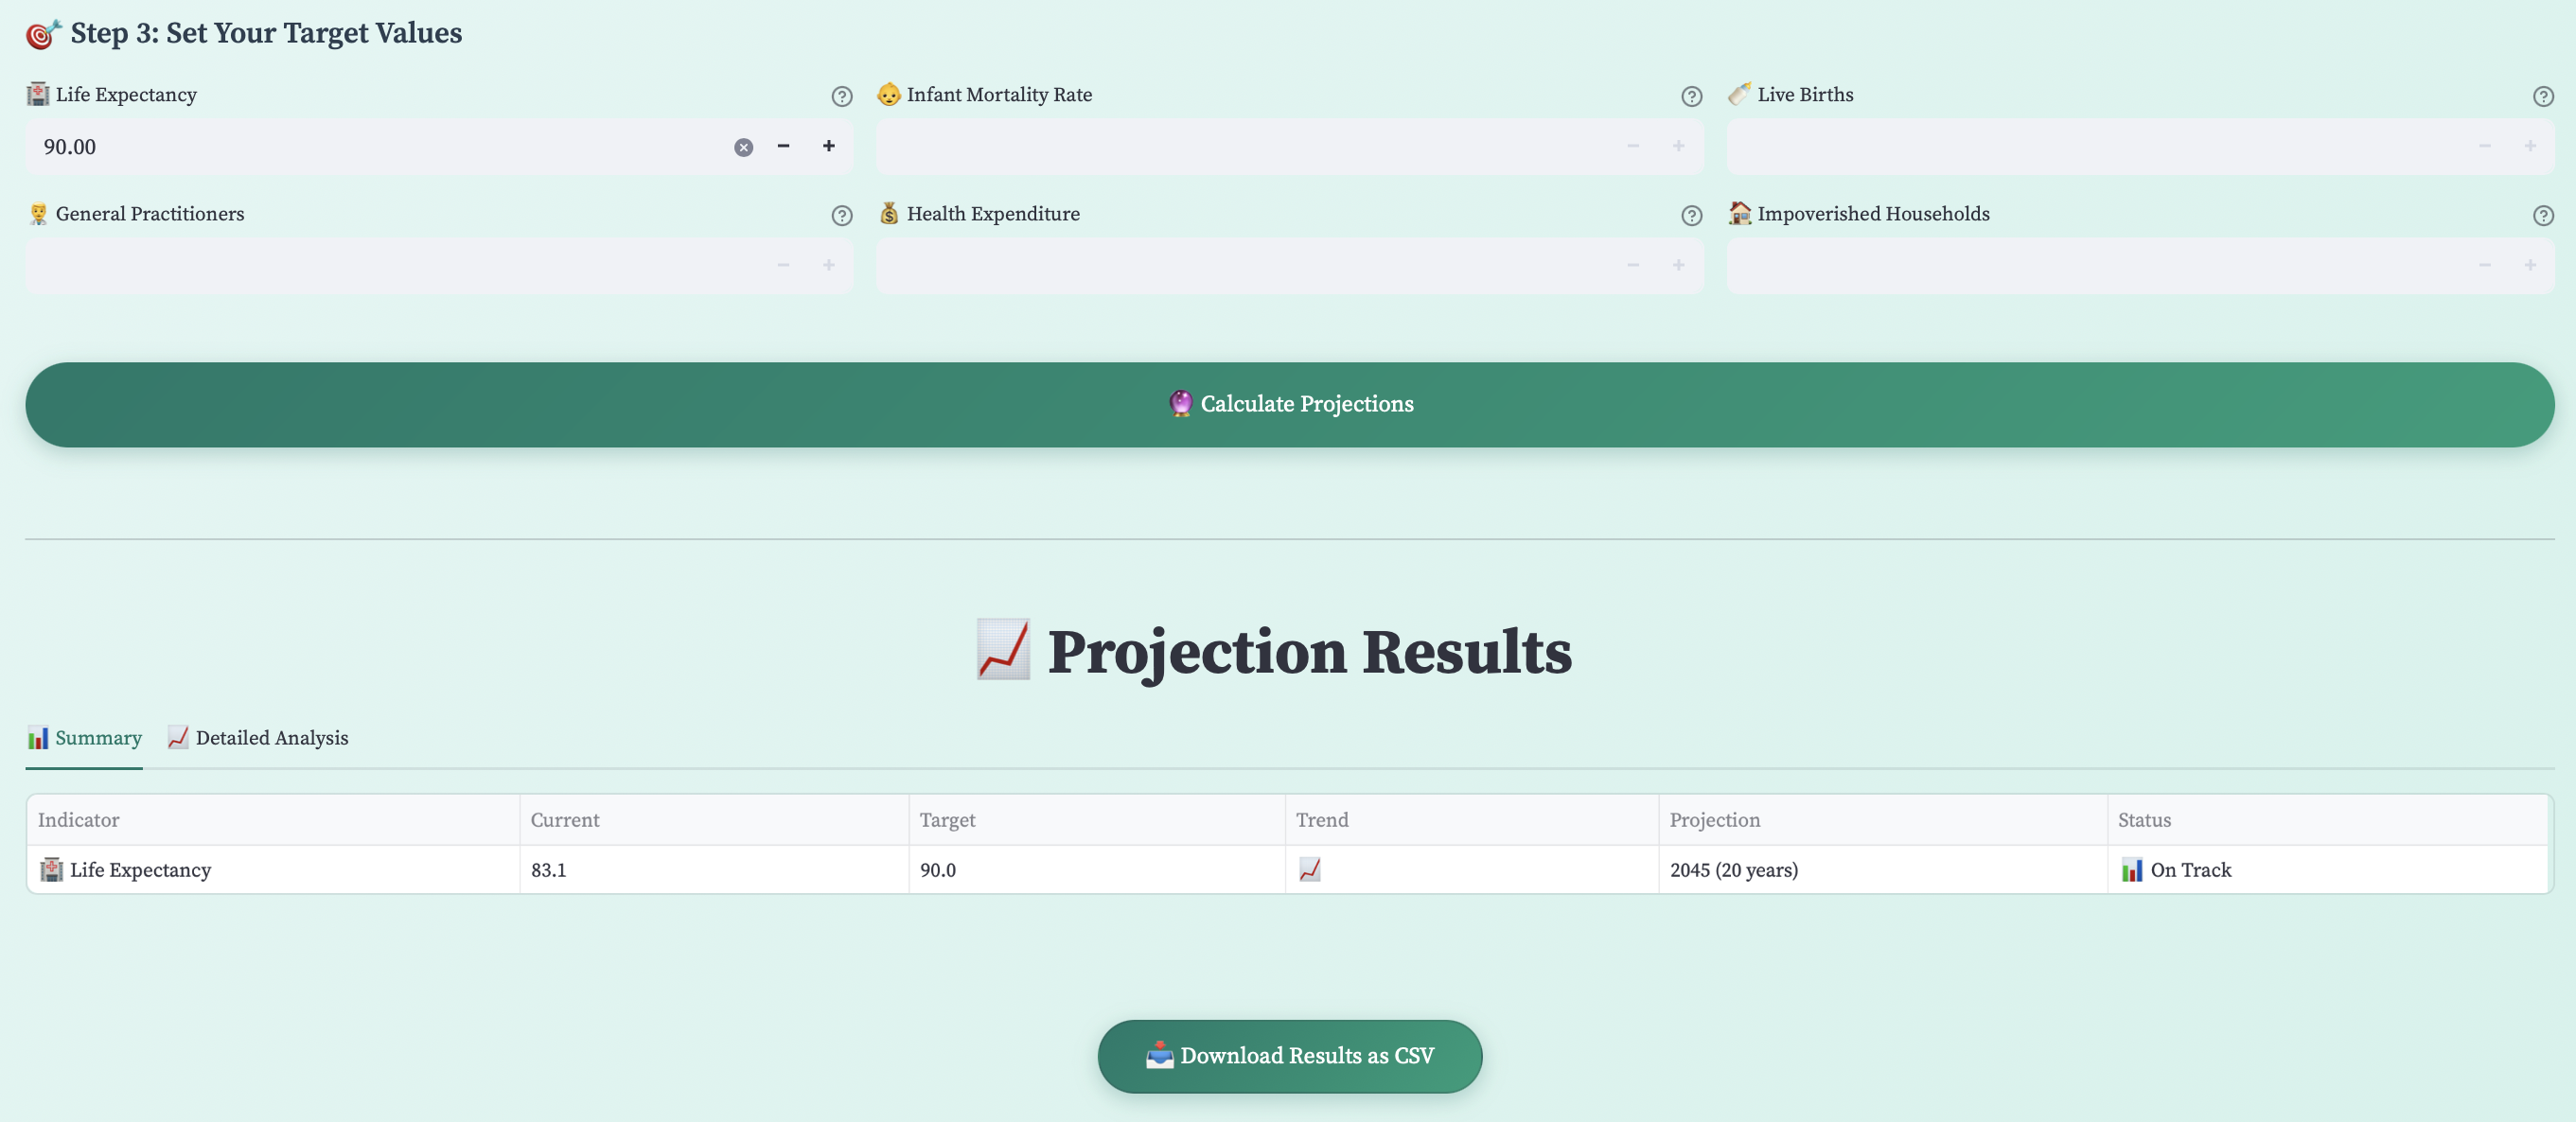 Step 3: Set Your Target Values
Life Expectancy
Infant Mortality Rate
Live Births
90.00
General Practitioners
Health Expenditure
Impoverished Households
Calculate Projections
Projection Results
Summary
Detailed Analysis
Indicator Current Target Trend Projection Status
Life Expectancy 83.1 90.0 2045 (20 years) On Track
Download Results as CSV